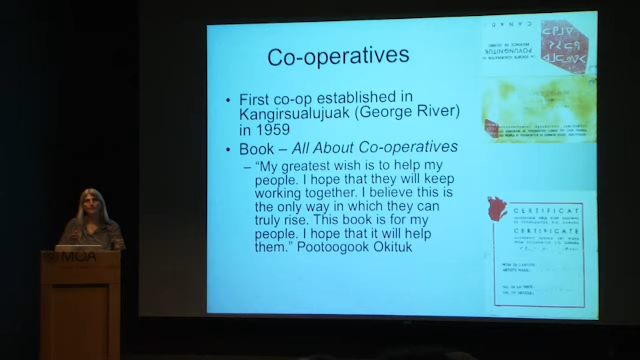 Co-operatives
• First co-op established in
Kangirsualujuak (George River)
in 1959
• Book – All About Co-operatives
– “My greatest wish is to help my
people. I hope that they will keep
working together. I believe this is
the only way in which they can
truly rise. This book is for my
people. I hope that it will help
them.” Pootoogook Okituk
CANAD
POVUNGNITUK
CERTIFICAT
CERTIFICATE
MOA